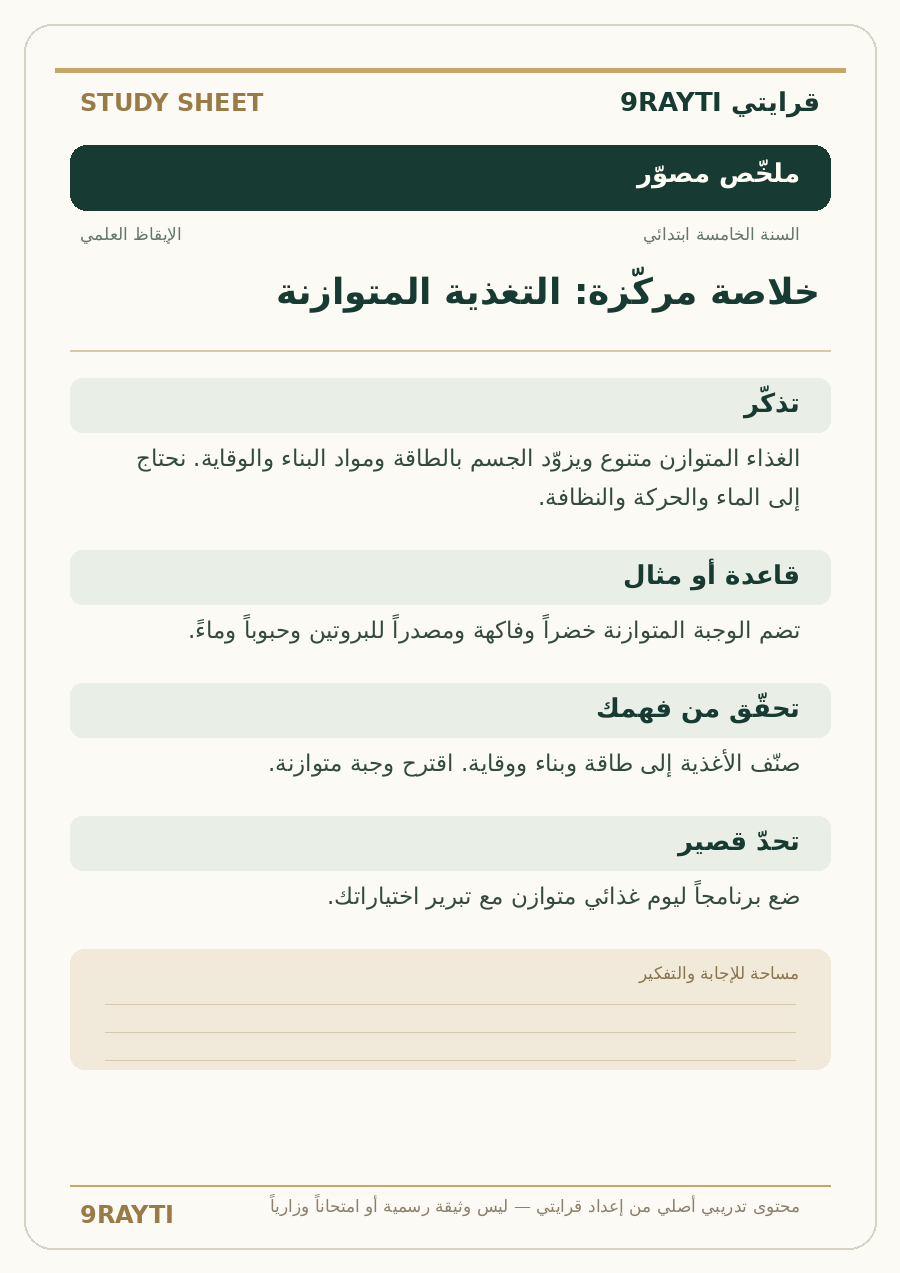 قرايتي 9RAYTI
STUDY SHEET
ملخّص مصوّر
السنة الخامسة ابتدائي
الإيقاظ العلمي
خلاصة مركّزة: التغذية المتوازنة
تذكّر
الغذاء المتوازن متنوع ويزوّد الجسم بالطاقة ومواد البناء والوقاية. نحتاج
إلى الماء والحركة والنظافة.
قاعدة أو مثال
تضم الوجبة المتوازنة خضراً وفاكهة ومصدراً للبروتين وحبوباً وماءً.
تحقّق من فهمك
صنّف الأغذية إلى طاقة وبناء ووقاية. اقترح وجبة متوازنة.
تحدّ قصير
ضع برنامجاً ليوم غذائي متوازن مع تبرير اختياراتك.
مساحة للإجابة والتفكير
محتوى تدريبي أصلي من إعداد قرايتي — ليس وثيقة رسمية أو امتحاناً وزارياً
9RAYTI